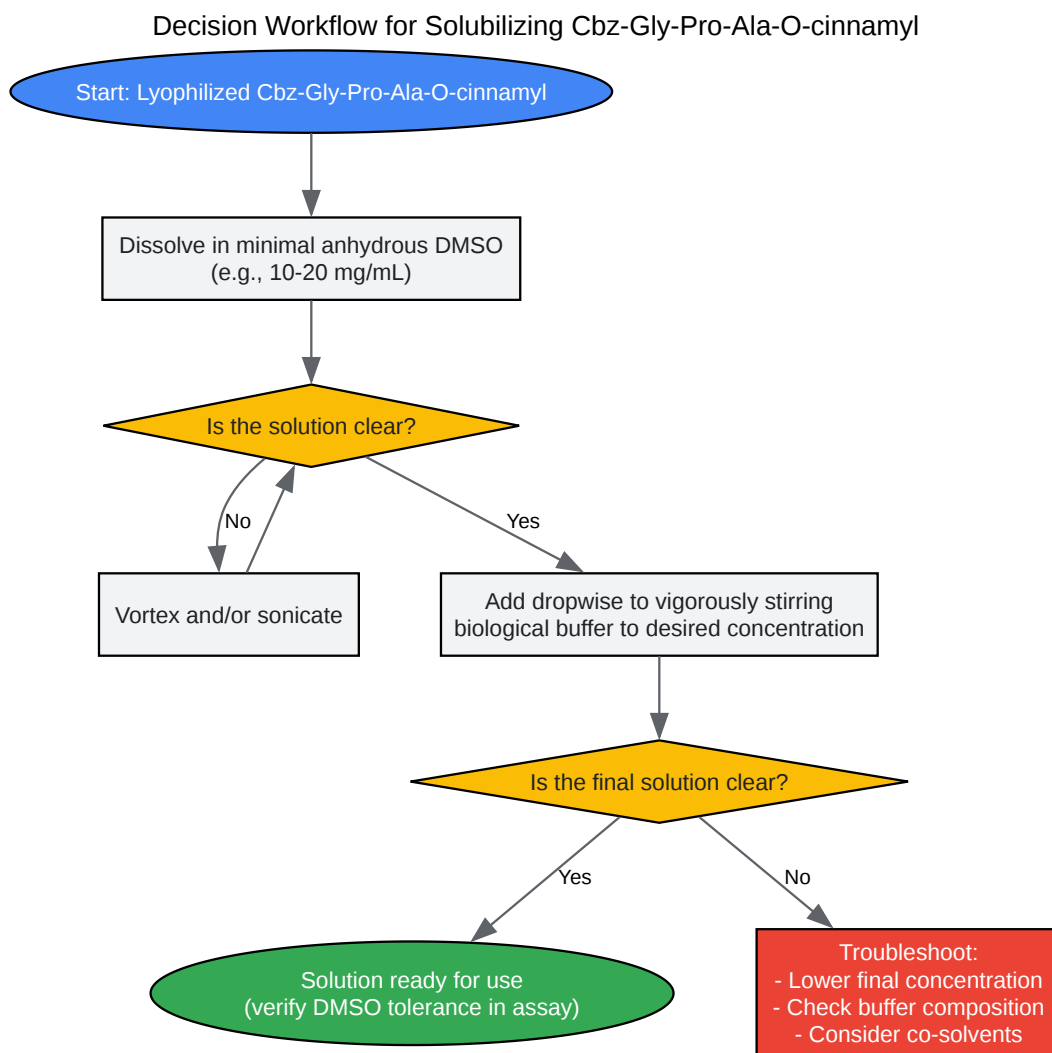 Decision Workflow for Solubilizing Cbz-Gly-Pro-Ala-O-cinnamyl
Start: Lyophilized Cbz-Gly-Pro-Ala-O-cinnamyl
Dissolve in minimal anhydrous DMSO
(e.g., 10-20 mg/mL)
Is the solution clear?
No
Yes
Vortex and/or sonicate
Add dropwise to vigorously stirring
biological buffer to desired concentration
Is the final solution clear?
Yes
No
Solution ready for use
(verify DMSO tolerance in assay)
Troubleshoot:
- Lower final concentration
- Check buffer composition
- Consider co-solvents